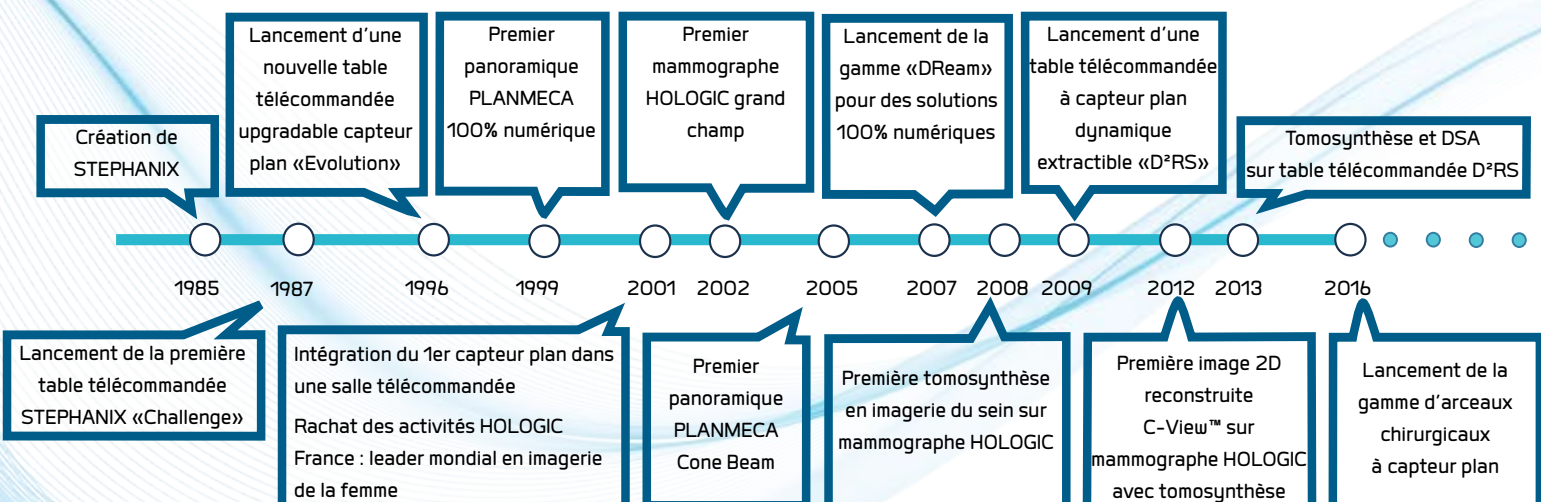 Création de
STEPHANIX
Lancement d'une
nouvelle table
télécommandée
upgradable capteur
plan «Evolution»
Premier
panoramique
PLANMECA
100% numérique
Premier
mammographe
HOLOGIC grand
champ
Lancement de la
gamme «DReam»
pour des solutions
100% numériques
Lancement d'une
table télécommandée
à capteur plan
dynamique
extractible «D²RS»
Tomosynthèse et DSA
sur table télécommandée D²RS
1985 1987 1996 1999 2001 2002 2005 2007 2008 2009 2012 2013 2016
Lancement de la première
table télécommandée
STEPHANIX «Challenge»
Intégration du 1er capteur plan dans
une salle télécommandée
Rachat des activités HOLOGIC
France : leader mondial en imagerie
de la femme
Premier
panoramique
PLANMECA
Cone Beam
Première tomosynthèse
en imagerie du sein sur
mammographe HOLOGIC
Première image 2D
reconstruite
C-View™ sur
mammographe HOLOGIC
avec tomosynthèse
Lancement de la
gamme d'arceaux
chirurgicaux
à capteur plan